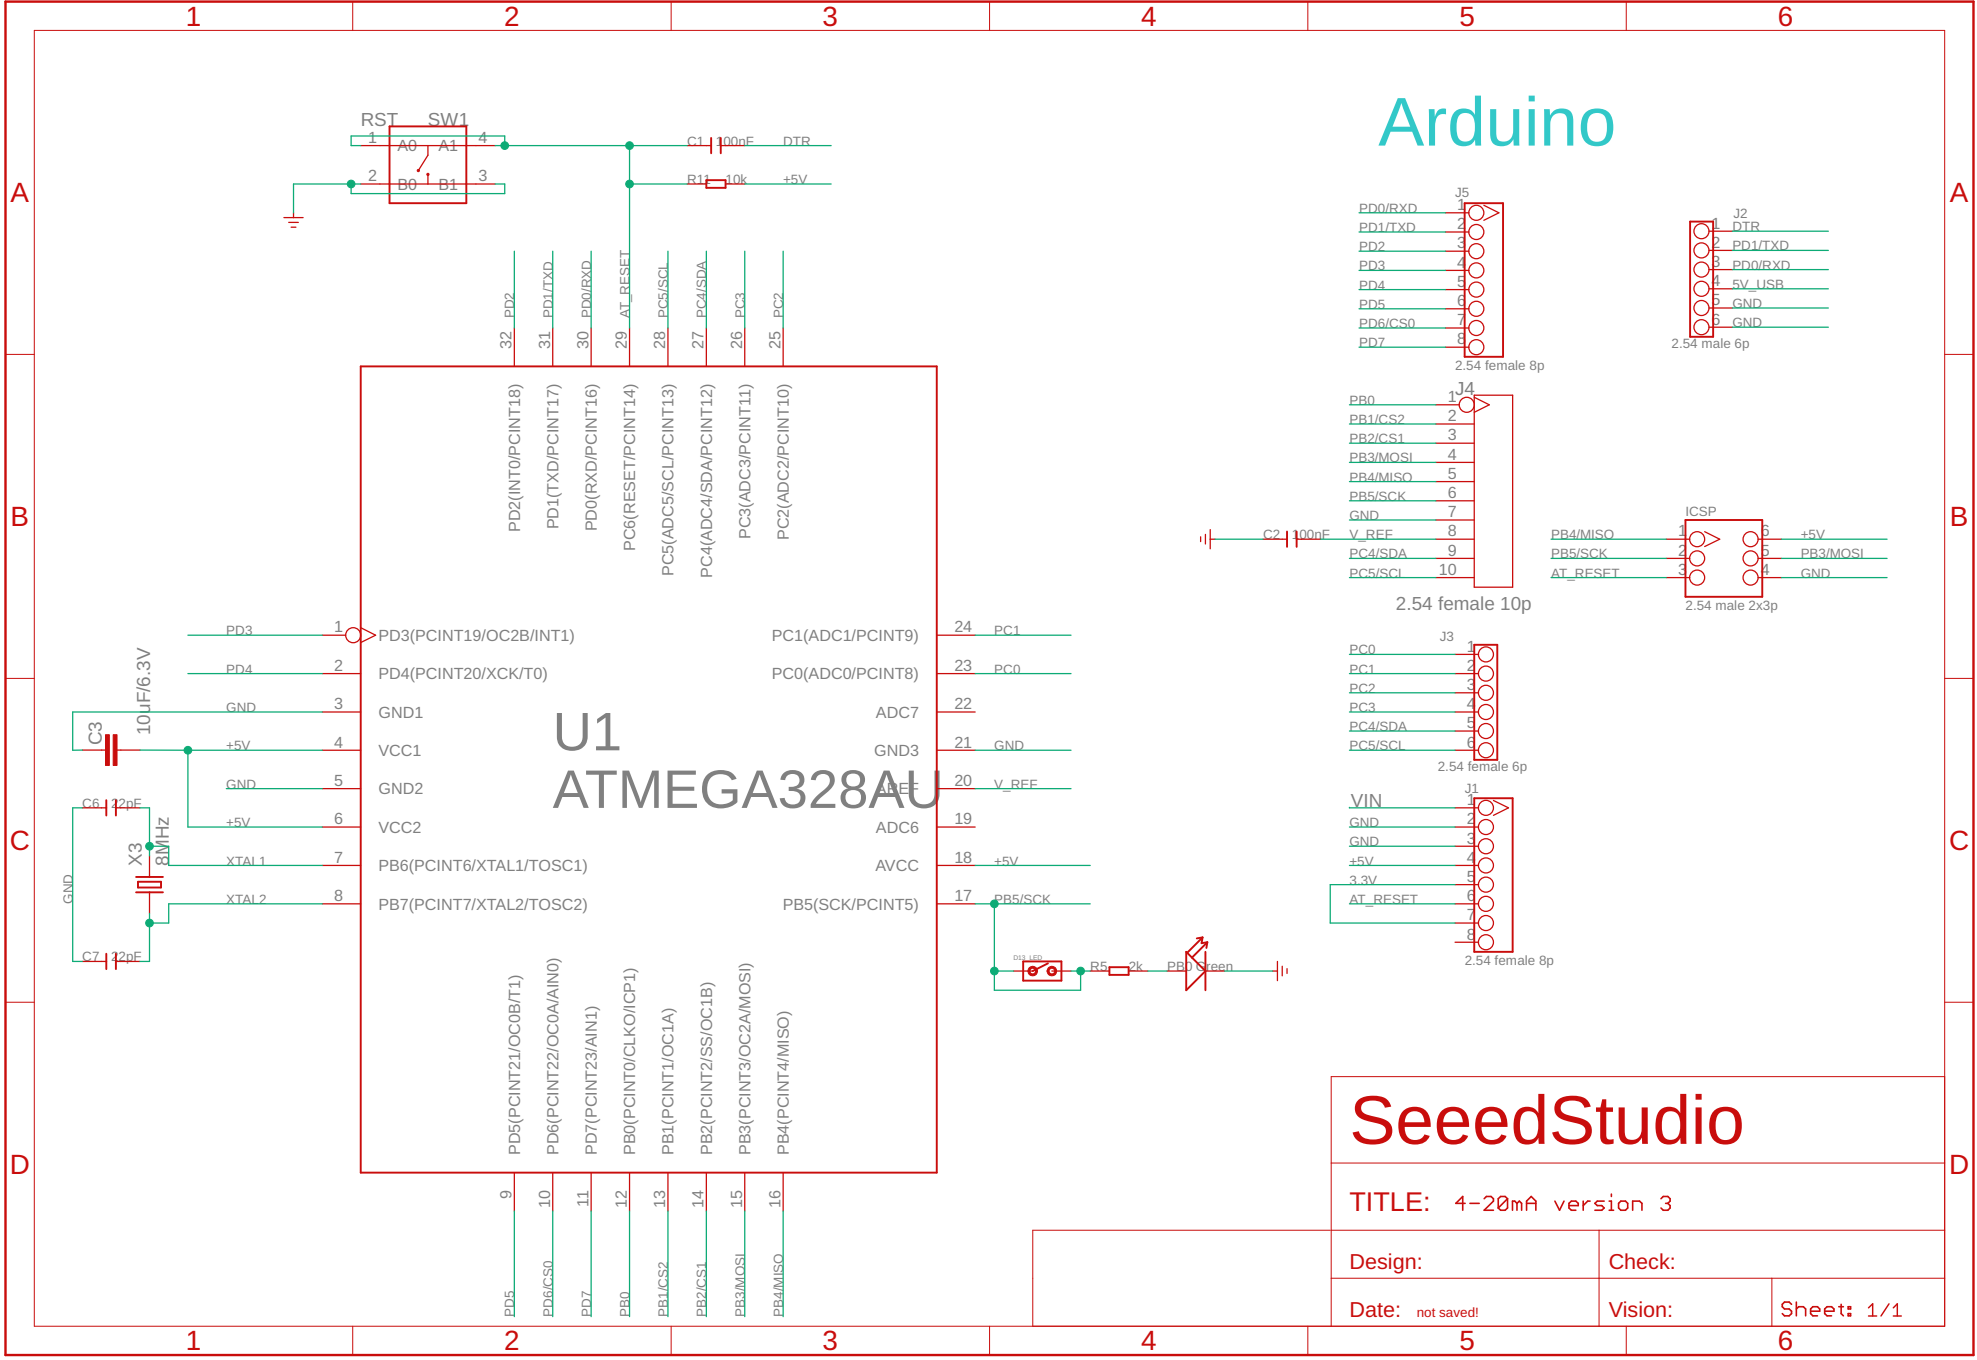 1 2 3 4 5 6
A
B
C
D
A
B
C
D
1 2 3 4 5 6
Arduino
RST SW1
1 A0 A1 4
2 B0 B1 3
C1 100nF DTR
R11 10k +5V
PD2
PD1/TXD
PD0/RXD
AT_RESET
PC5/SCL
PC4/SDA
PC3
PC2
32
31
30
29
28
27
26
25
PD2(INT0/PCINT18)
PD1(TXD/PCINT17)
PD0(RXD/PCINT16)
PC6(RESET/PCINT14)
PC5(ADC5/SCL/PCINT13)
PC4(ADC4/SDA/PCINT12)
PC3(ADC3/PCINT11)
PC2(ADC2/PCINT10)
PD3 1 PD3(PCINT19/OC2B/INT1)
PD4 2 PD4(PCINT20/XCK/T0)
GND 3 GND1
+5V 4 VCC1
GND 5 GND2
+5V 6 VCC2
XTAL1 7 PB6(PCINT6/XTAL1/TOSC1)
XTAL2 8 PB7(PCINT7/XTAL2/TOSC2)
C3
10uF/6.3V
C6 22pF
X3
8MHz
GND
C7 22pF
U1
ATMEGA328AU
PC1(ADC1/PCINT9) 24 PC1
PC0(ADC0/PCINT8) 23 PC0
ADC7 22
GND3 21 GND
AREF 20 V_REF
ADC6 19
AVCC 18 +5V
PB5(SCK/PCINT5) 17 PB5/SCK
D13_LED
R5 2k
PB0 Green
PD5(PCINT21/OC0B/T1)
PD6(PCINT22/OC0A/AIN0)
PD7(PCINT23/AIN1)
PB0(PCINT0/CLKO/ICP1)
PB1(PCINT1/OC1A)
PB2(PCINT2/SS/OC1B)
PB3(PCINT3/OC2A/MOSI)
PB4(PCINT4/MISO)
9
10
11
12
13
14
15
16
PD5
PD6/CS0
PD7
PB0
PB1/CS2
PB2/CS1
PB3/MOSI
PB4/MISO
J5
PD0/RXD 1
PD1/TXD 2
PD2 3
PD3 4
PD4 5
PD5 6
PD6/CS0 7
PD7 8
2.54 female 8p
J2
1 DTR
2 PD1/TXD
3 PD0/RXD
4 5V_USB
5 GND
6 GND
2.54 male 6p
J4
PB0 1
PB1/CS2 2
PB2/CS1 3
PB3/MOSI 4
PB4/MISO 5
PB5/SCK 6
GND 7
C2 100nF V_REF 8
PC4/SDA 9
PC5/SCL 10
2.54 female 10p
ICSP
PB4/MISO 1 6 +5V
PB5/SCK 2 5 PB3/MOSI
AT_RESET 3 4 GND
2.54 male 2x3p
J3
PC0 1
PC1 2
PC2 3
PC3 4
PC4/SDA 5
PC5/SCL 6
2.54 female 6p
J1
VIN 1
GND 2
GND 3
+5V 4
3.3V 5
AT_RESET 6
7
8
2.54 female 8p
SeeedStudio
TITLE: 4-20mA version 3
Design: Check:
Date: not saved! Vision: Sheet: 1/1